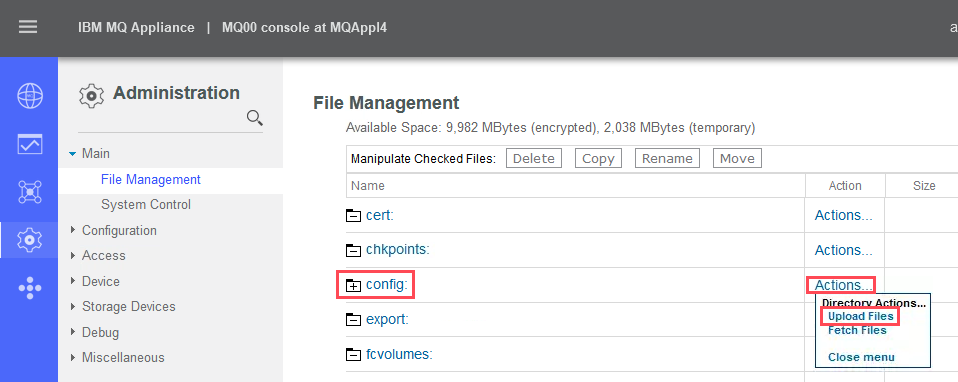 IBM MQ Appliance | MQ00 console at MQAppl4
a
Administration
Main
File Management
System Control
Configuration
Access
Device
Storage Devices
Debug
Miscellaneous
File Management
Available Space: 9,982 MBytes (encrypted), 2,038 MBytes (temporary)
Manipulate Checked Files: Delete Copy Rename Move
Name Action Size
cert: Actions...
chkpoints: Actions...
config: Actions...
Directory Actions...
Upload Files
export:
Fetch Files
fcvolumes:
Close menu